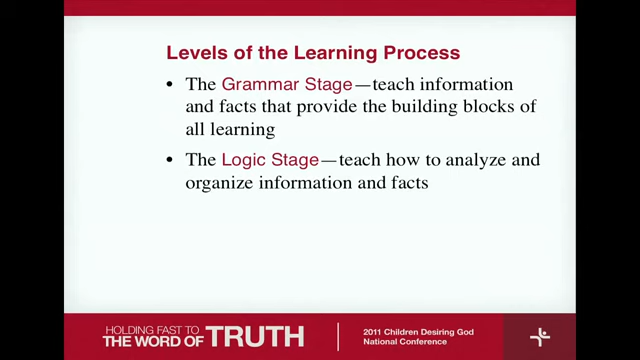 Levels of the Learning Process
• The Grammar Stage—teach information
and facts that provide the building blocks of
all learning
• The Logic Stage—teach how to analyze and
organize information and facts
HOLDING FAST TO
THE WORD OF TRUTH
2011 Children Desiring God
National Conference